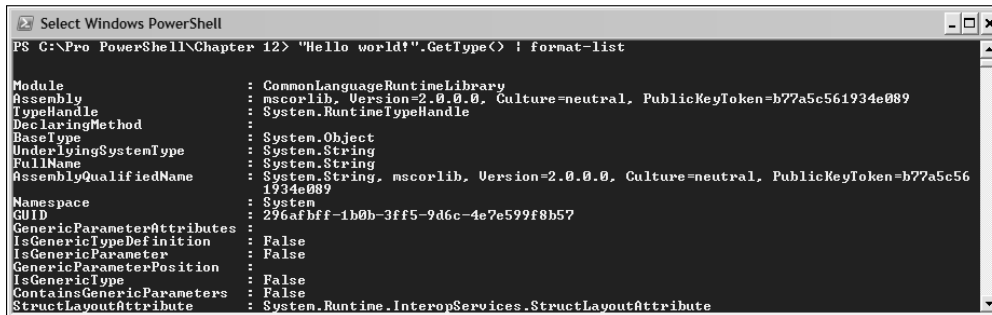 Select Windows PowerShell
PS C:\Pro PowerShell\Chapter 12> "Hello world!".GetType() | format-list
Module : CommonLanguageRuntimeLibrary
Assembly : mscorlib, Version=2.0.0.0, Culture=neutral, PublicKeyToken=b77a5c561934e089
TypeHandle : System.RuntimeTypeHandle
DeclaringMethod :
BaseType : System.Object
UnderlyingSystemType : System.String
FullName : System.String
AssemblyQualifiedName : System.String, mscorlib, Version=2.0.0.0, Culture=neutral, PublicKeyToken=b77a5c56
1934e089
Namespace : System
GUID : 296afbff-1b0b-3ff5-9d6c-4e7e599f8b57
GenericParameterAttributes :
IsGenericTypeDefinition : False
IsGenericParameter : False
GenericParameterPosition :
IsGenericType : False
ContainsGenericParameters : False
StructLayoutAttribute : System.Runtime.InteropServices.StructLayoutAttribute